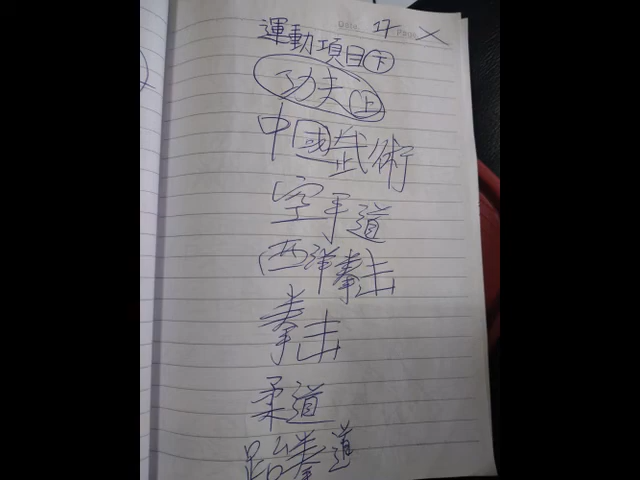 DATE 17 PAGE X
運動項目(下)
功夫(上)
中國武術
空手道
西洋拳击
拳击
柔道
跆拳道